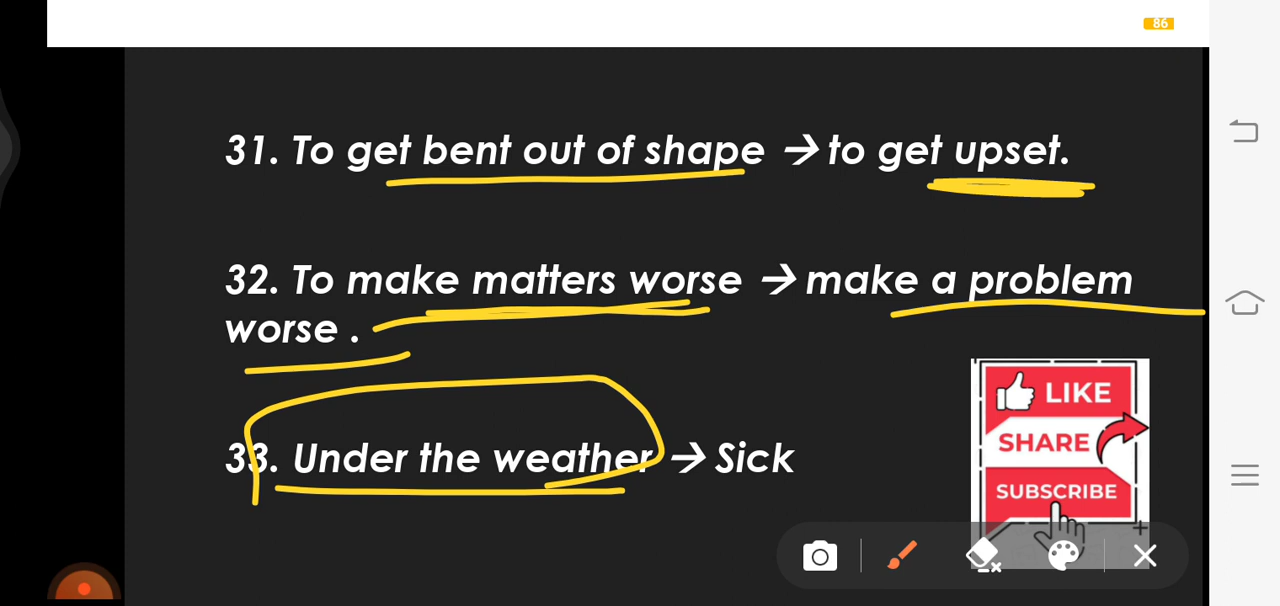 86
31. To get bent out of shape → to get upset.
32. To make matters worse → make a problem
worse .
33. Under the weather → Sick
LIKE
SHARE
SUBSCRIBE